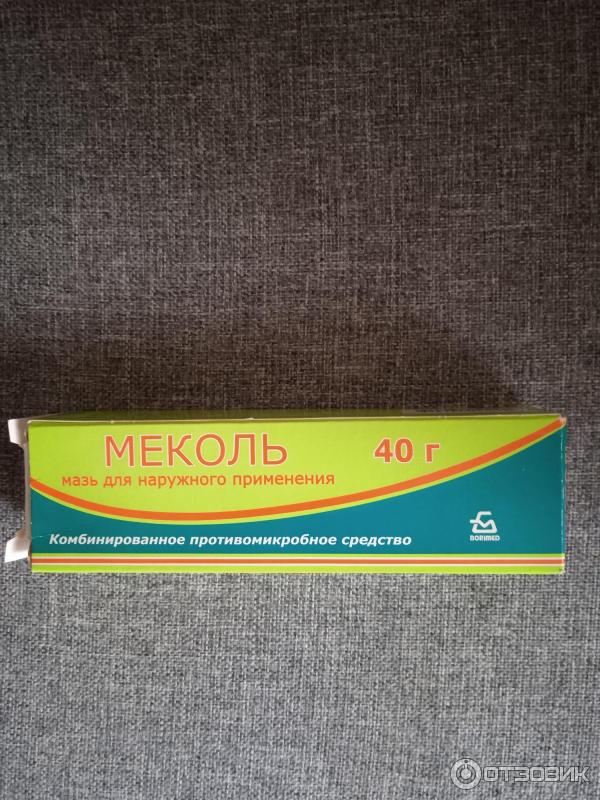 МЕКОЛЬ 40 г
мазь для наружного применения
Комбинированное противомикробное средство
BORIMED
ОТЗОВИК